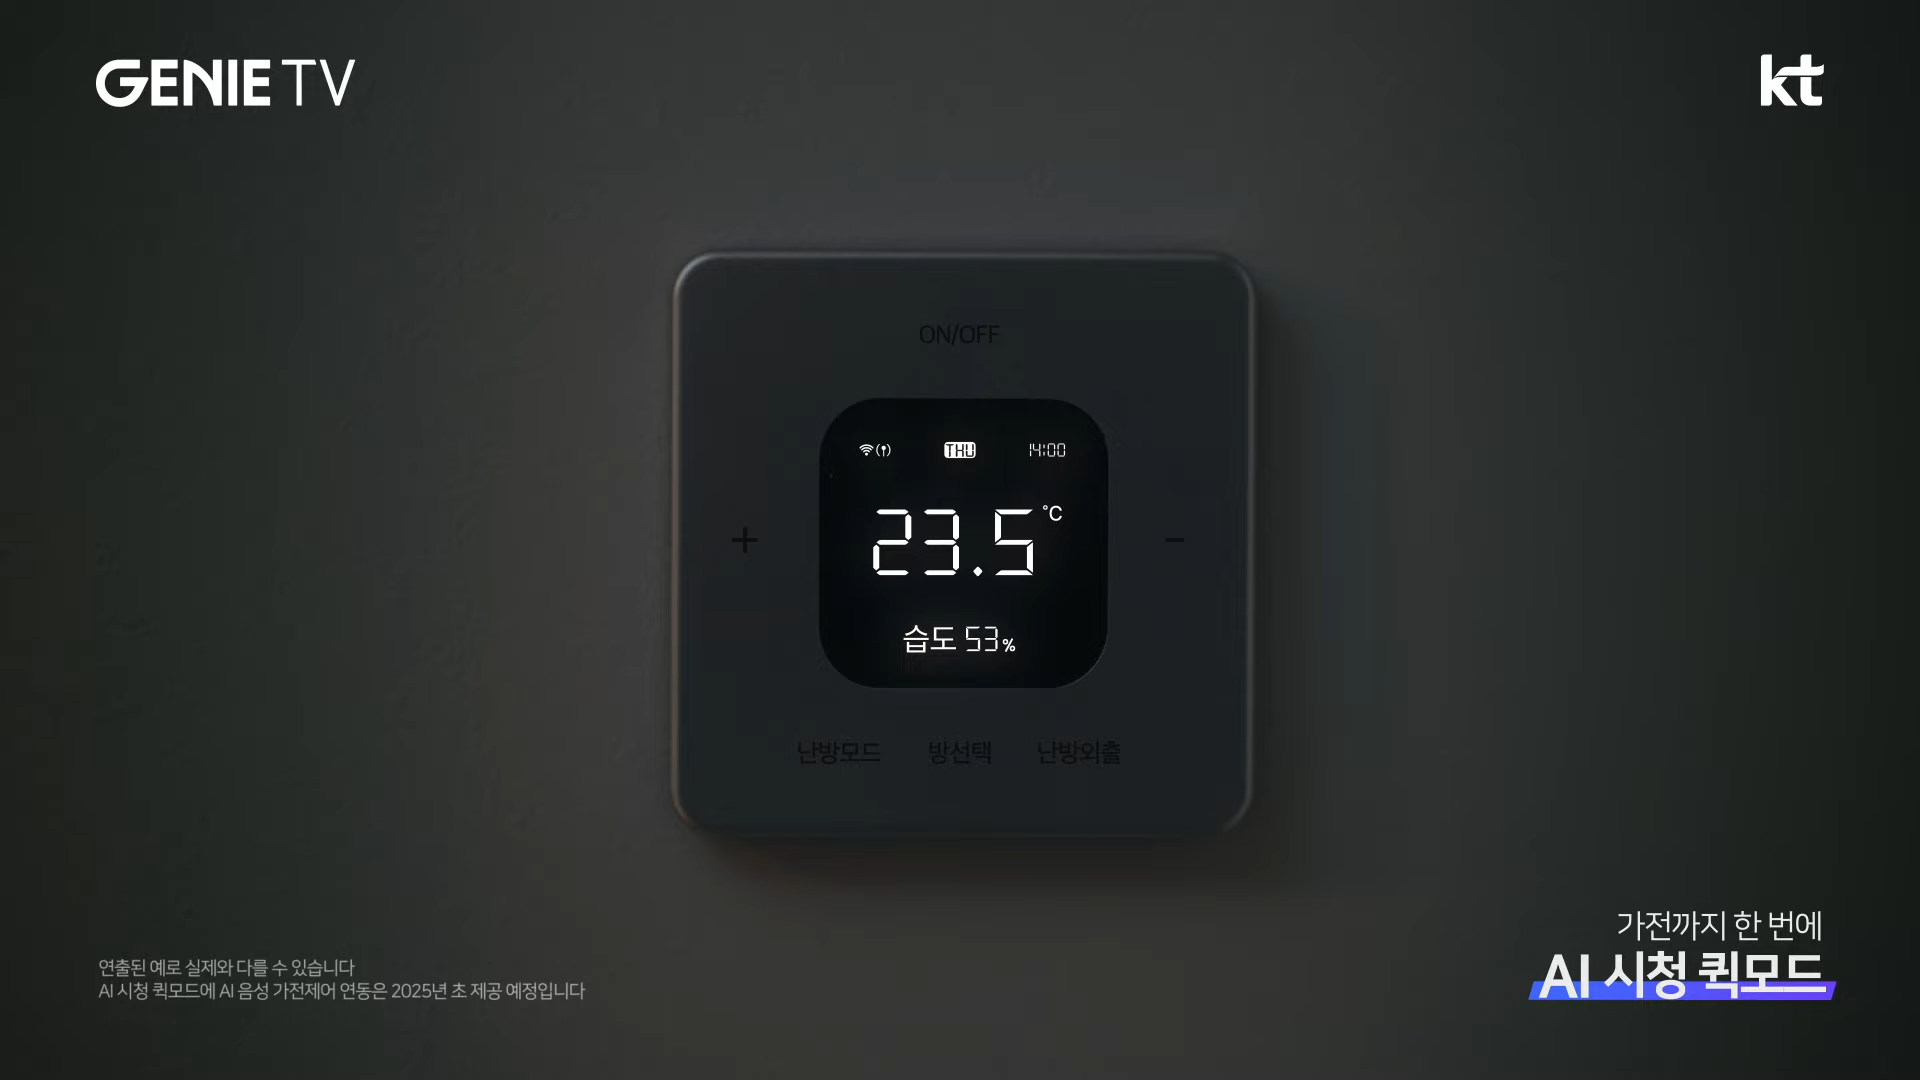 GENIE TV
kt
ON/OFF
THU
14:00
23.5 °C
+
-
습도 53%
난방모드 방선택 난방외출
가전까지 한 번에
AI 시청 퀵모드
연출된 예로 실제와 다를 수 있습니다
AI 시청 퀵모드에 AI 음성 가전제어 연동은 2025년 초 제공 예정입니다